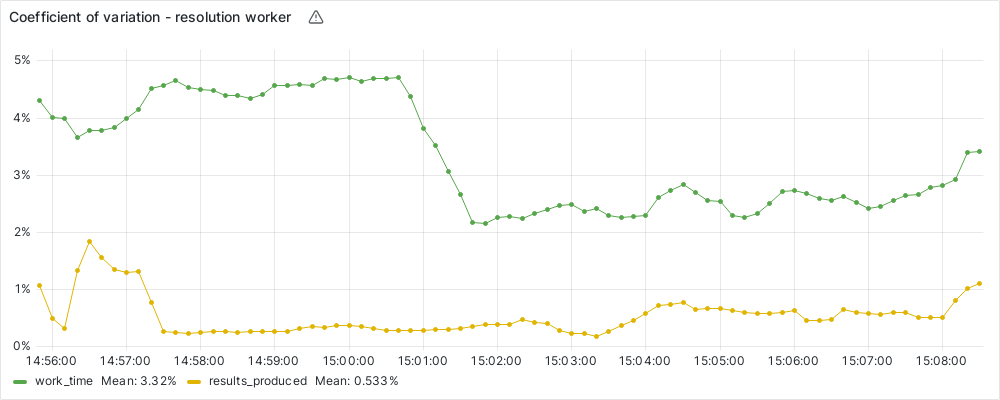 Coefficient of variation - resolution worker
5%
4%
3%
2%
1%
0%
14:56:00 14:57:00 14:58:00 14:59:00 15:00:00 15:01:00 15:02:00 15:03:00 15:04:00 15:05:00 15:06:00 15:07:00 15:08:00
work_time Mean: 3.32% results_produced Mean: 0.533%